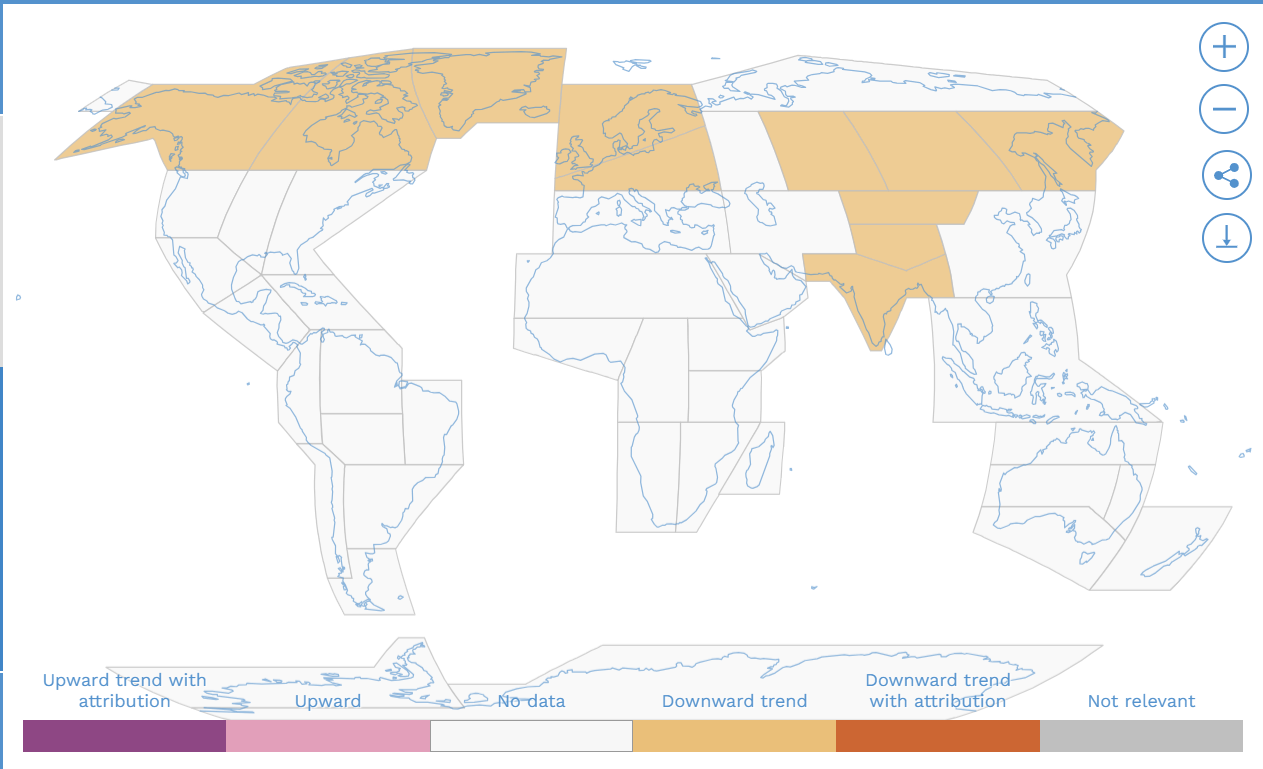 Upward trend with
attribution
Upward
No data
Downward trend
Downward trend
with attribution
Not relevant